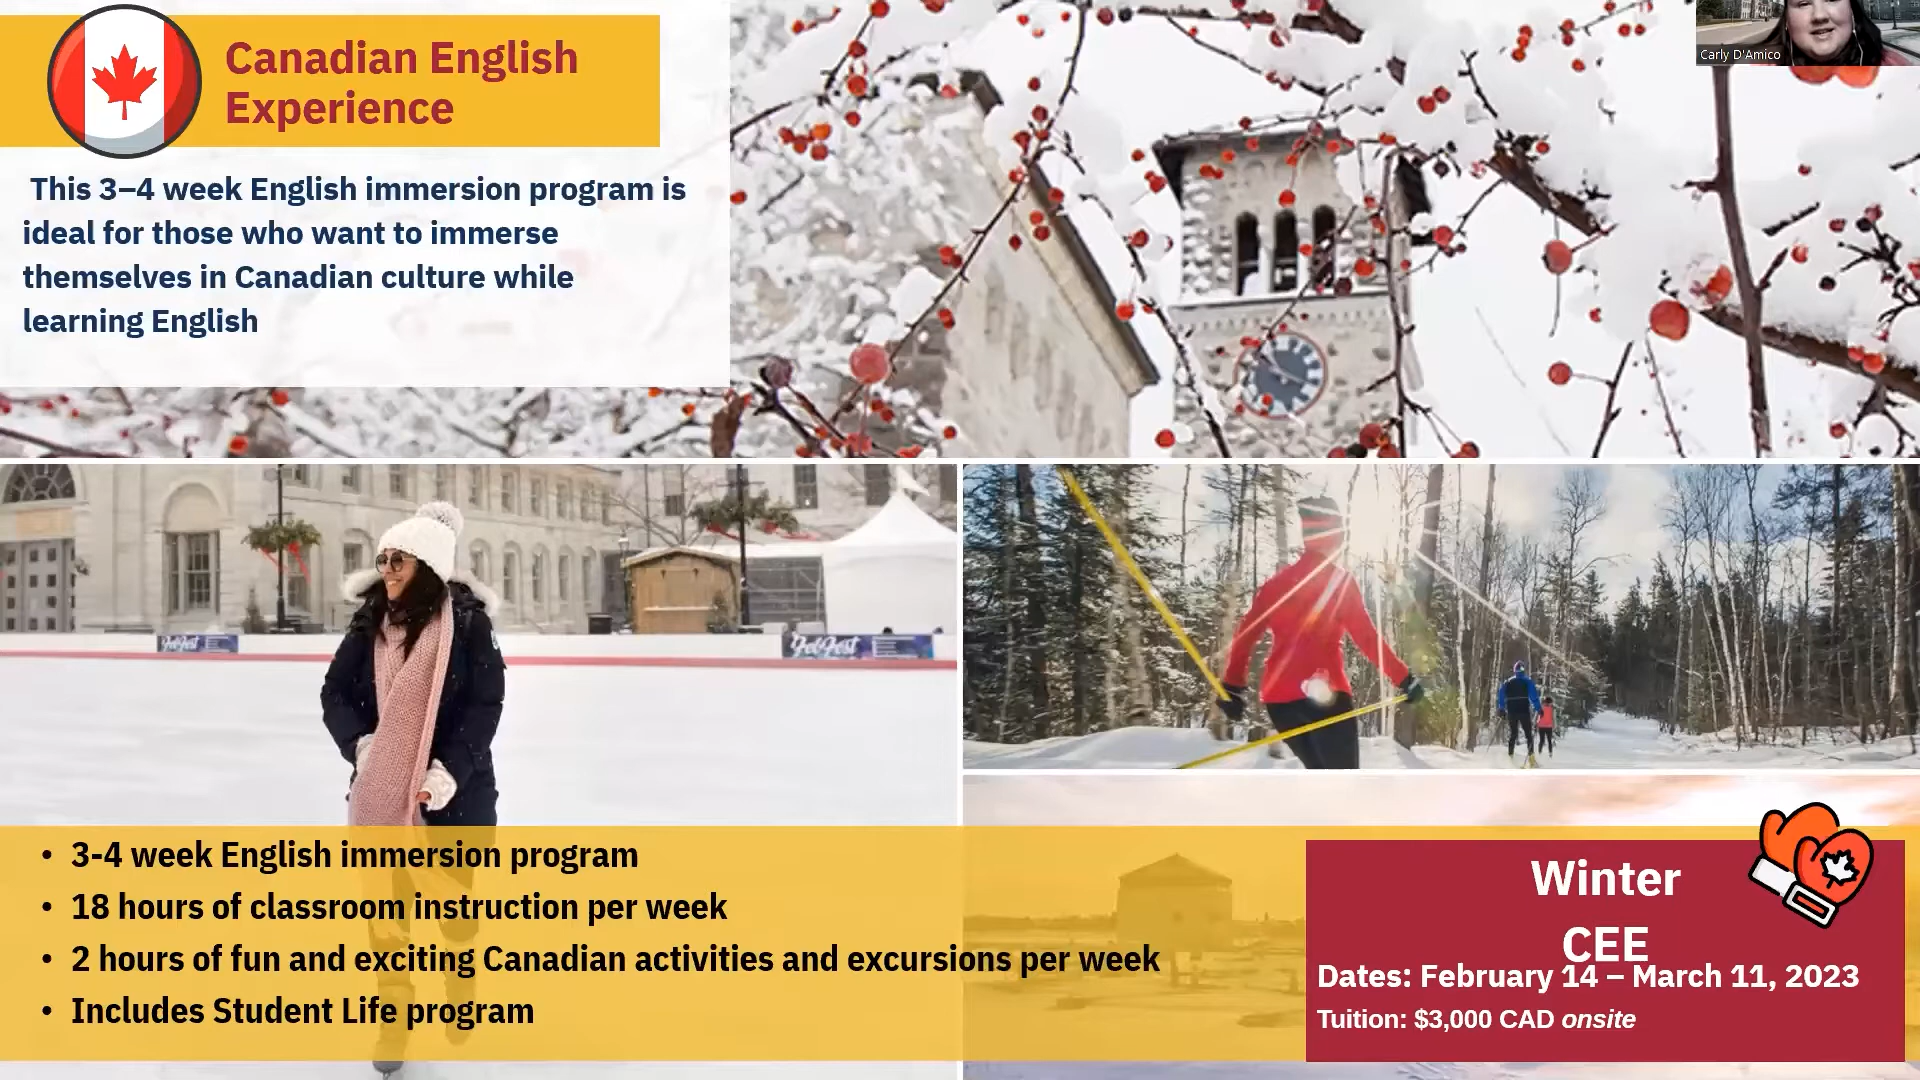 Canadian English
Experience
Carly D'Amico
This 3–4 week English immersion program is
ideal for those who want to immerse
themselves in Canadian culture while
learning English
FebFest
FebFest
• 3-4 week English immersion program
• 18 hours of classroom instruction per week
• 2 hours of fun and exciting Canadian activities and excursions per week
• Includes Student Life program
Winter
CEE
Dates: February 14 – March 11, 2023
Tuition: $3,000 CAD onsite